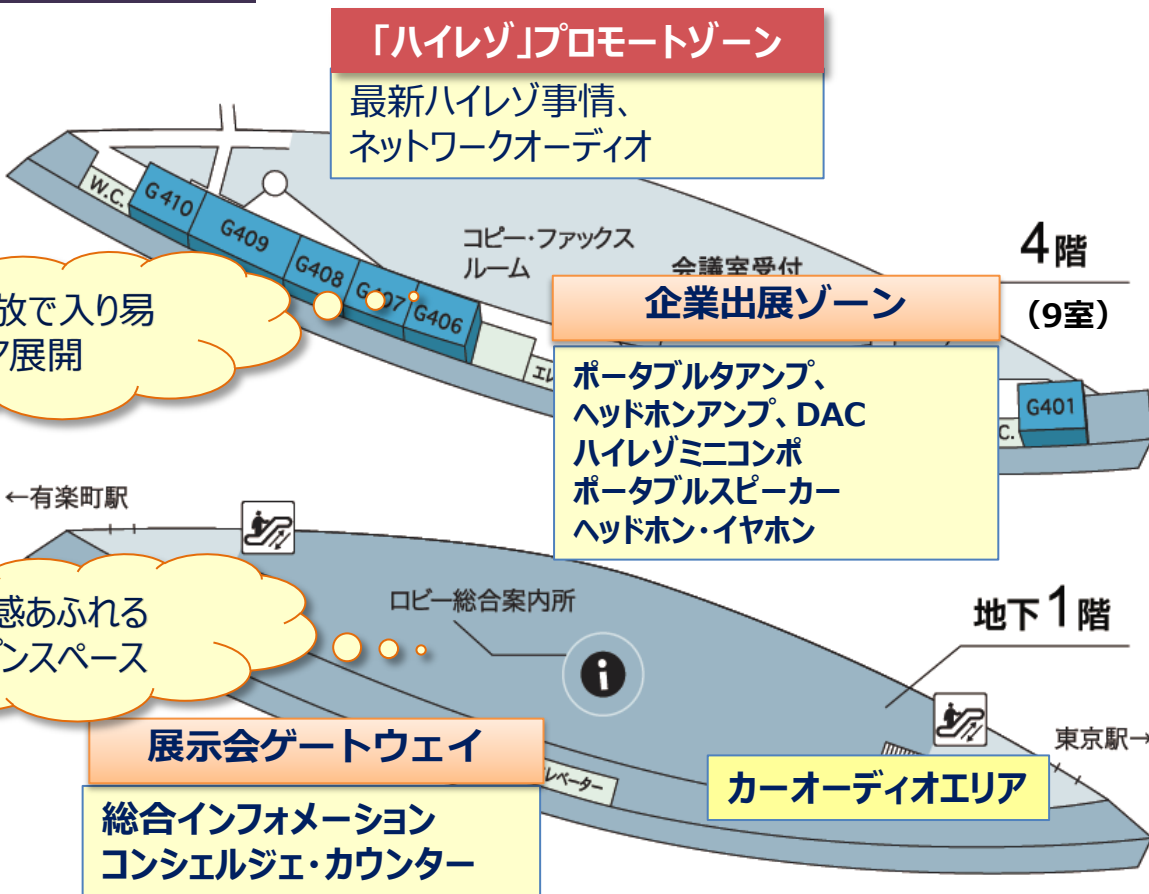 「ハイレゾ」プロモートゾーン
最新ハイレゾ事情、
ネットワークオーディオ
W.C.
G410
G409
G408
G407
G406
コピー・ファックス
ルーム
会議室受付
4階
（9室）
企業出展ゾーン
ポータブルタアンプ、
ヘッドホンアンプ、DAC
ハイレゾミニコンポ
ポータブルスピーカー
ヘッドホン・イヤホン
エレ
G401
C.
放で入り易
ア展開
←有楽町駅
感あふれる
プンスペース
ロビー総合案内所
地下1階
東京駅→
展示会ゲートウェイ
総合インフォメーション
コンシェルジェ・カウンター
レベーター
カーオーディオエリア